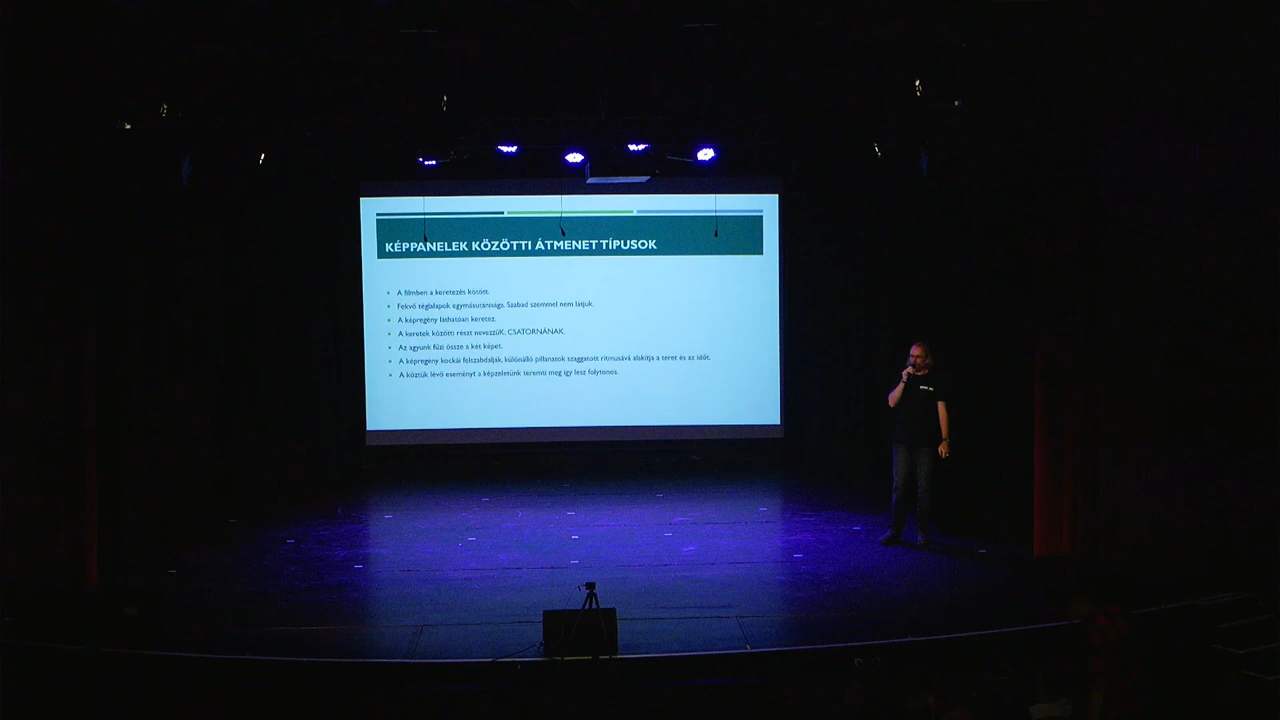 KÉPPANELEK KÖZÖTTI ÁTMENET TÍPUSOK
A filmben a keretezés kötött.
Fekvő téglalapok egymásutánisága. Szabad szemmel nem látjuk.
A képregény láthatóan keretez.
A keretek közötti részt nevezzük: CSATORNÁNAK.
Az agyunk fűzi össze a két képet.
A képregény kockái felszabdalják, különálló pillanatok szaggatott ritmusává alakítja a teret és az időt.
A köztük lévő eseményt a képzeletünk teremti meg így lesz folytonos.